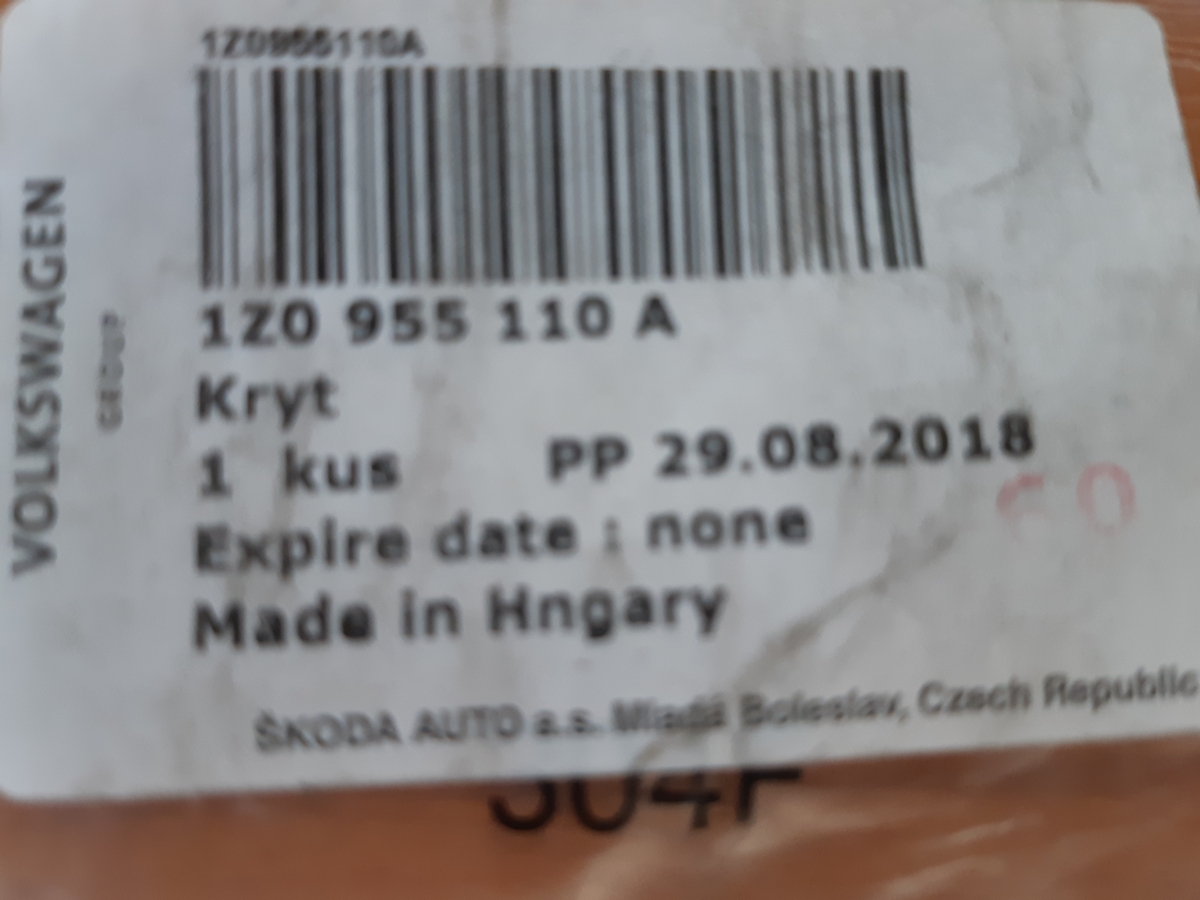 1Z0955110A
VOLKSWAGEN
GROUP
1Z0 955 110 A
Kryt
1 kus PP 29.08.2018
Expire date : none
Made in Hngary
ŠKODA AUTO a.s. Mladá Boleslav, Czech Republic